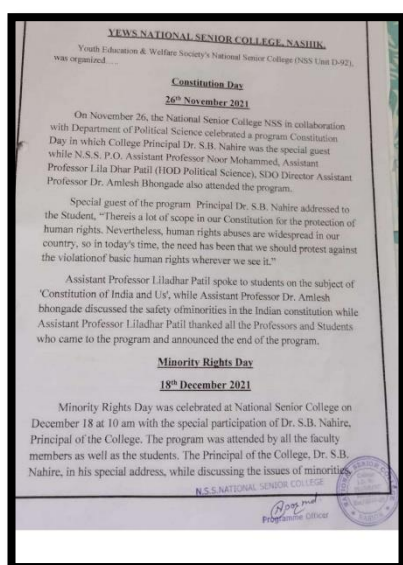 YEWS NATIONAL SENIOR COLLEGE, NASHIK.
Youth Education & Welfare Society's National Senior College (NSS Unit D-92),
was organized....
Constitution Day
26th November 2021
On November 26, the National Senior College NSS in collaboration
with Department of Political Science celebrated a program Constitution
Day in which College Principal Dr. S.B. Nahire was the special guest
while N.S.S. P.O. Assistant Professor Noor Mohammed, Assistant
Professor Lila Dhar Patil (HOD Political Science), SDO Director Assistant
Professor Dr. Amlesh Bhongade also attended the program.
Special guest of the program Principal Dr. S.B. Nahire addressed to
the Student, "Thereis a lot of scope in our Constitution for the protection of
human rights. Nevertheless, human rights abuses are widespread in our
country, so in today's time, the need has been that we should protest against
the violationof basic human rights wherever we see it."
Assistant Professor Liladhar Patil spoke to students on the subject of
'Constitution of India and Us', while Assistant Professor Dr. Amlesh
bhongade discussed the safety ofminorities in the Indian constitution while
Assistant Professor Liladhar Patil thanked all the Professors and Students
who came to the program and announced the end of the program.
Minority Rights Day
18th December 2021
Minority Rights Day was celebrated at National Senior College on
December 18 at 10 am with the special participation of Dr. S.B. Nahire,
Principal of the College. The program was attended by all the faculty
members as well as the students. The Principal of the College, Dr. S.B.
Nahire, in his special address, while discussing the issues of minorities,
N.S.S. NATIONAL SENIOR COLLEGE
Programme Officer